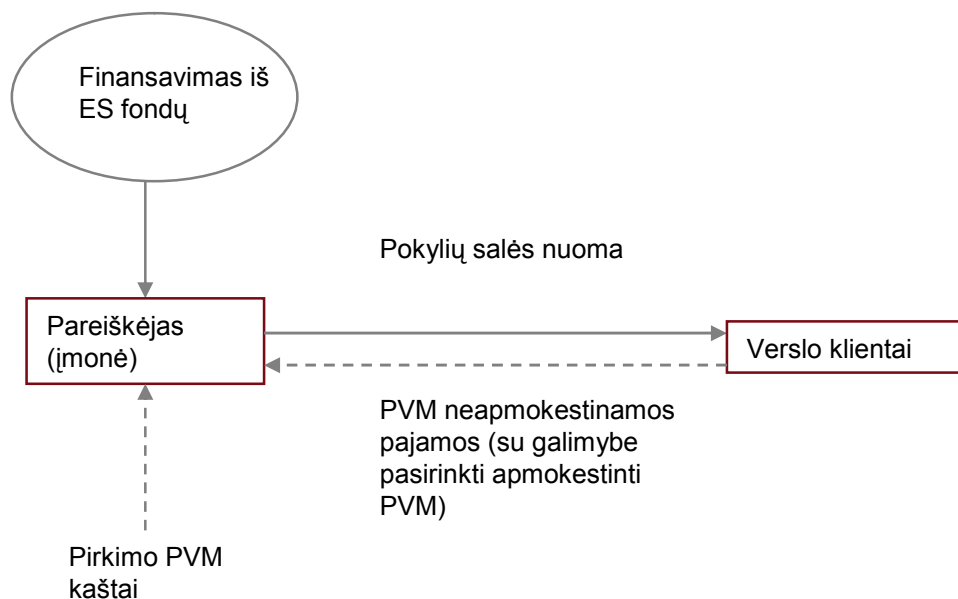 Finansavimas iš
ES fondų
Pokylių salės nuoma
Pareiškėjas
(įmonė)
Verslo klientai
PVM neapmokestinamos
pajamos (su galimybe
pasirinkti apmokestinti
PVM)
Pirkimo PVM
kaštai